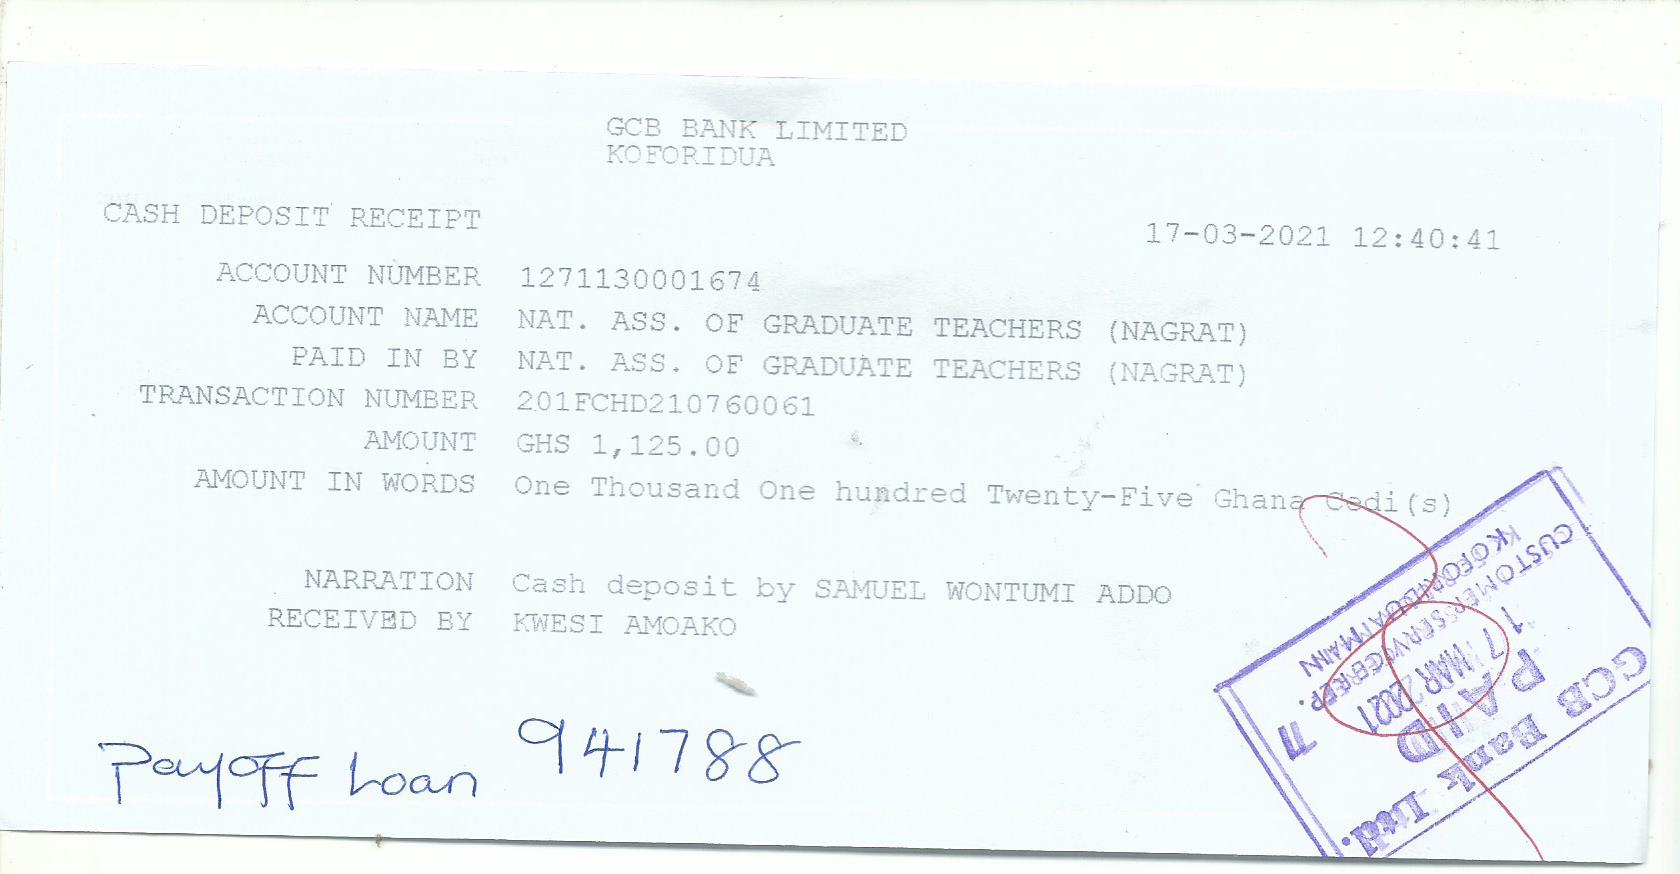 GCB BANK LIMITED
KOFORIDUA
CASH DEPOSIT RECEIPT 17-03-2021 12:40:41
ACCOUNT NUMBER 1271130001674
ACCOUNT NAME NAT. ASS. OF GRADUATE TEACHERS (NAGRAT)
PAID IN BY NAT. ASS. OF GRADUATE TEACHERS (NAGRAT)
TRANSACTION NUMBER 201FCHD210760061
AMOUNT GHS 1,125.00
AMOUNT IN WORDS One Thousand One hundred Twenty-Five Ghana Cedi(s)
NARRATION Cash deposit by SAMUEL WONTUMI ADDO
RECEIVED BY KWESI AMOAKO
Payoff Loan 941788
GCB Bank Ltd.
PAID
17 MAR 2021
CUSTOMER SERVICE REP.
KOFORIDUA MAIN